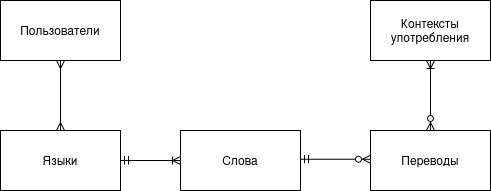 Пользователи
Контексты
употребления
Языки
Слова
Переводы